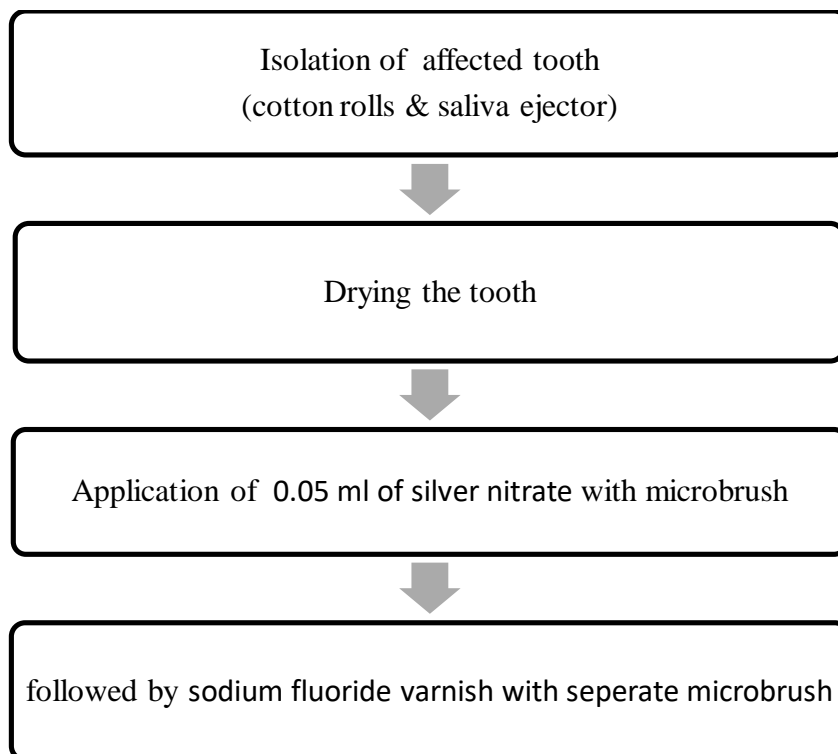 Isolation of affected tooth
(cotton rolls & saliva ejector)
Drying the tooth
Application of 0.05 ml of silver nitrate with microbrush
followed by sodium fluoride varnish with seperate microbrush